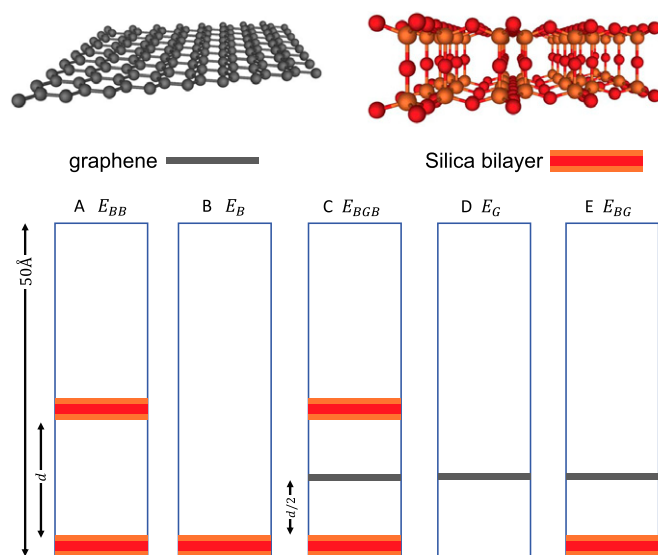 graphene
Silica bilayer
A E_BB
B E_B
C E_BGB
D E_G
E E_BG
50Å
d
d/2